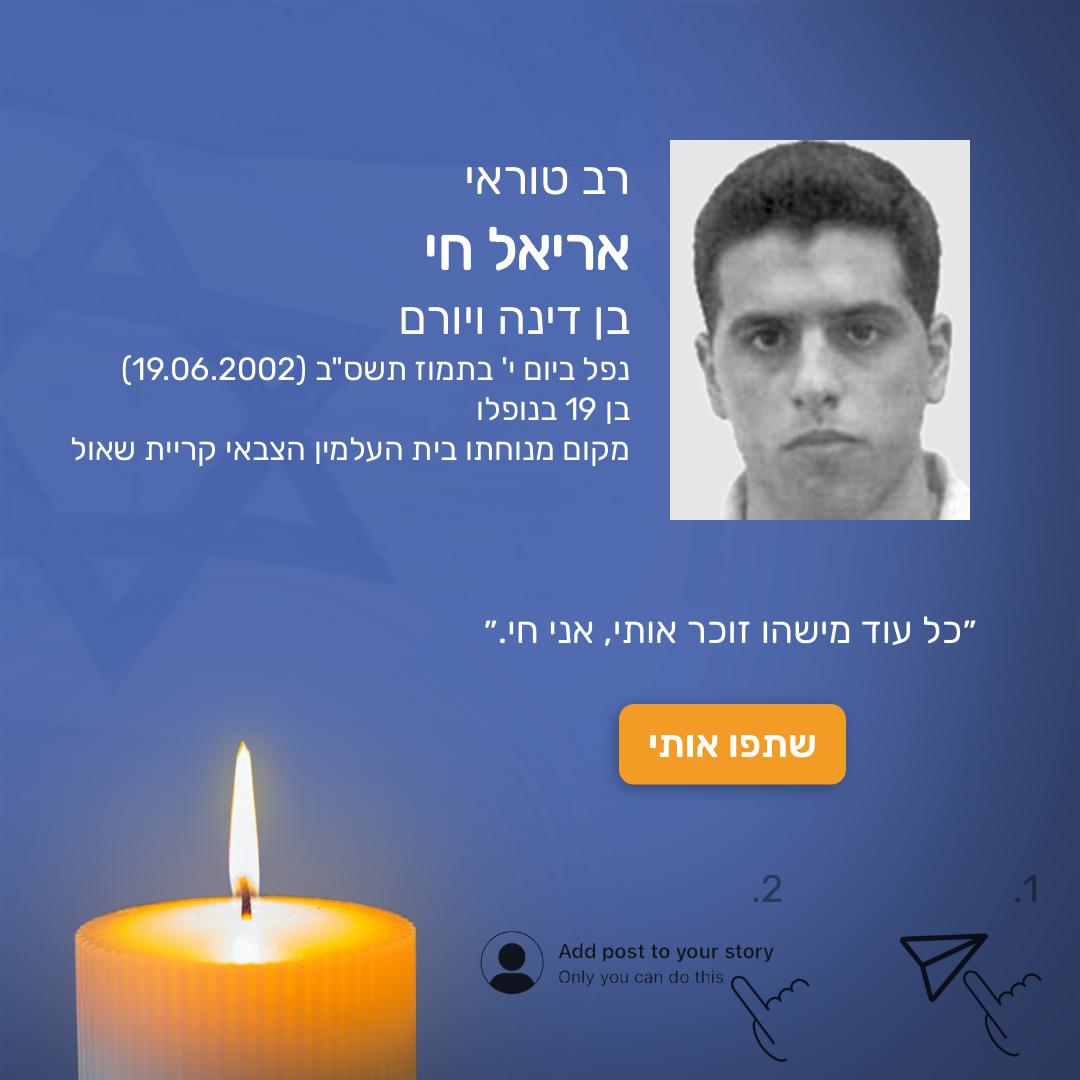 רב טוראי
אריאל חי
בן דינה ויורם
נפל ביום י' בתמוז תשס"ב (19.06.2002)
בן 19 בנופלו
מקום מנוחתו בית העלמין הצבאי קריית שאול
״כל עוד מישהו זוכר אותי, אני חי.״
שתפו אותי
.1
.2
Add post to your story
Only you can do this